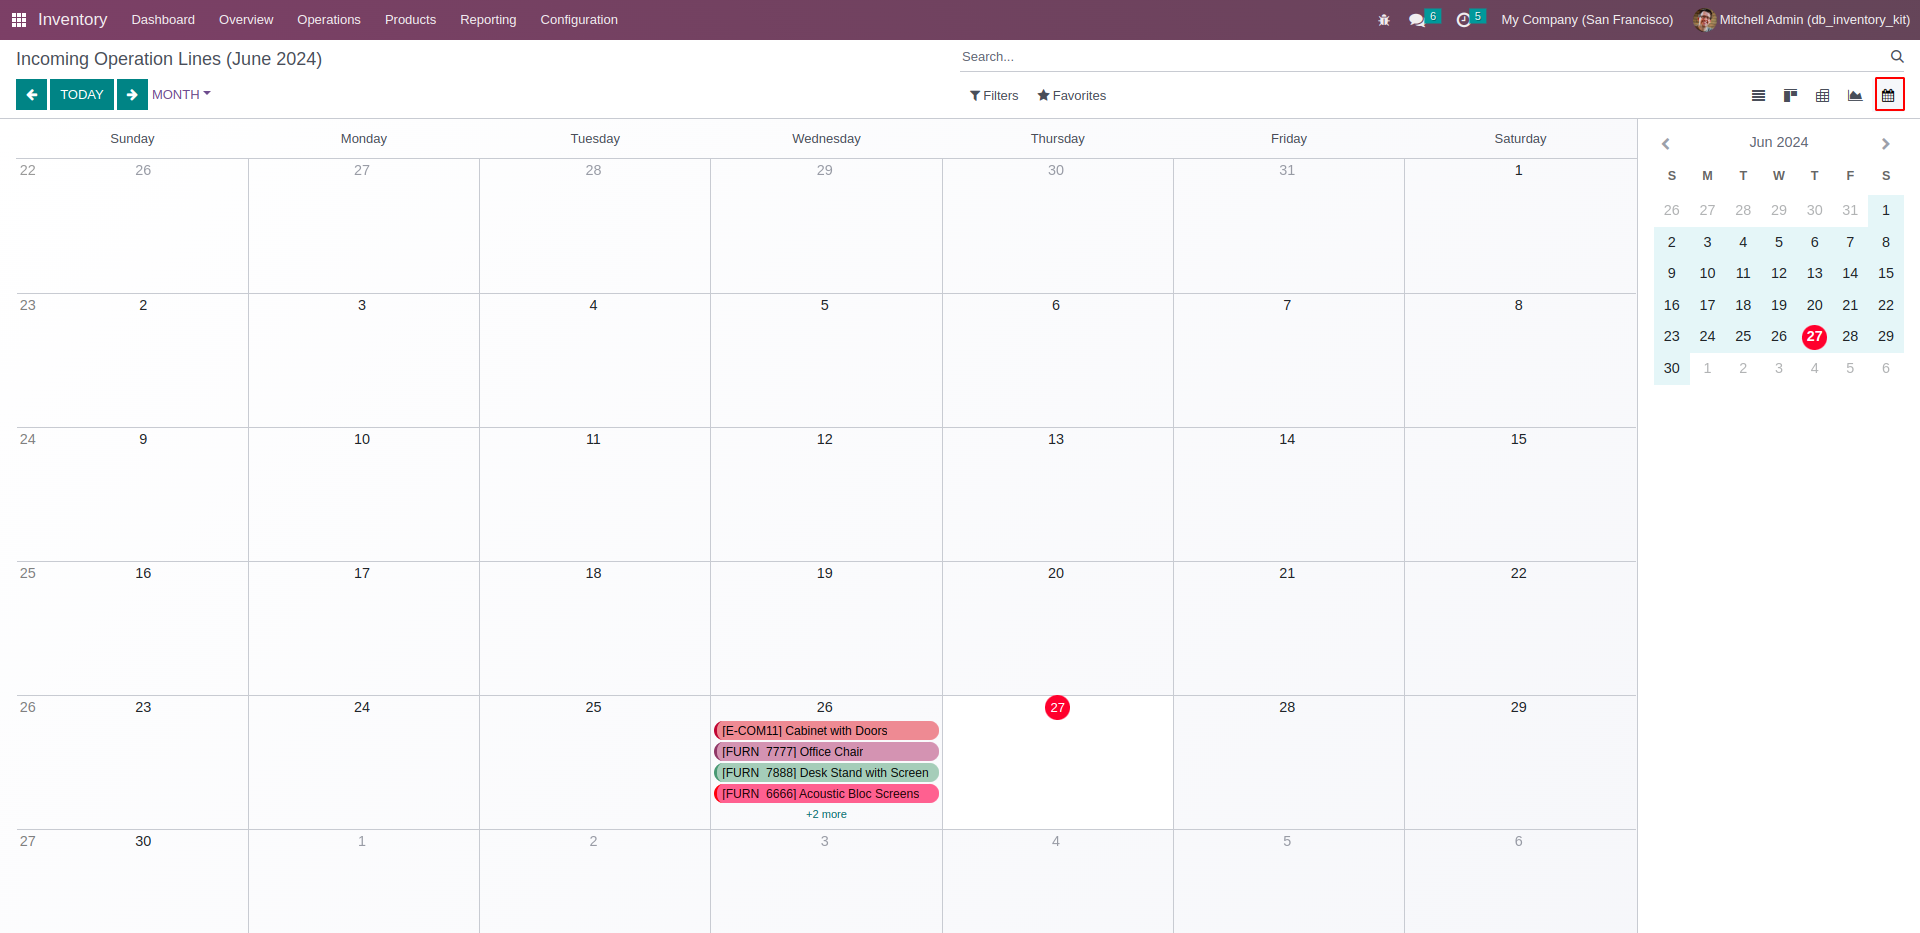 Inventory Dashboard Overview Operations Products Reporting Configuration 6 5 My Company (San Francisco) Mitchell Admin (db_inventory_kit)
Incoming Operation Lines (June 2024)
Search...
TODAY MONTH
Filters Favorites
Sunday Monday Tuesday Wednesday Thursday Friday Saturday
22 26 27 28 29 30 31 1
23 2 3 4 5 6 7 8
24 9 10 11 12 13 14 15
25 16 17 18 19 20 21 22
26 23 24 25 26 27 28 29
[E-COM11] Cabinet with Doors
[FURN_7777] Office Chair
[FURN_7888] Desk Stand with Screen
[FURN_6666] Acoustic Bloc Screens
+2 more
27 30 1 2 3 4 5 6
Jun 2024
S M T W T F S
26 27 28 29 30 31 1
2 3 4 5 6 7 8
9 10 11 12 13 14 15
16 17 18 19 20 21 22
23 24 25 26 27 28 29
30 1 2 3 4 5 6